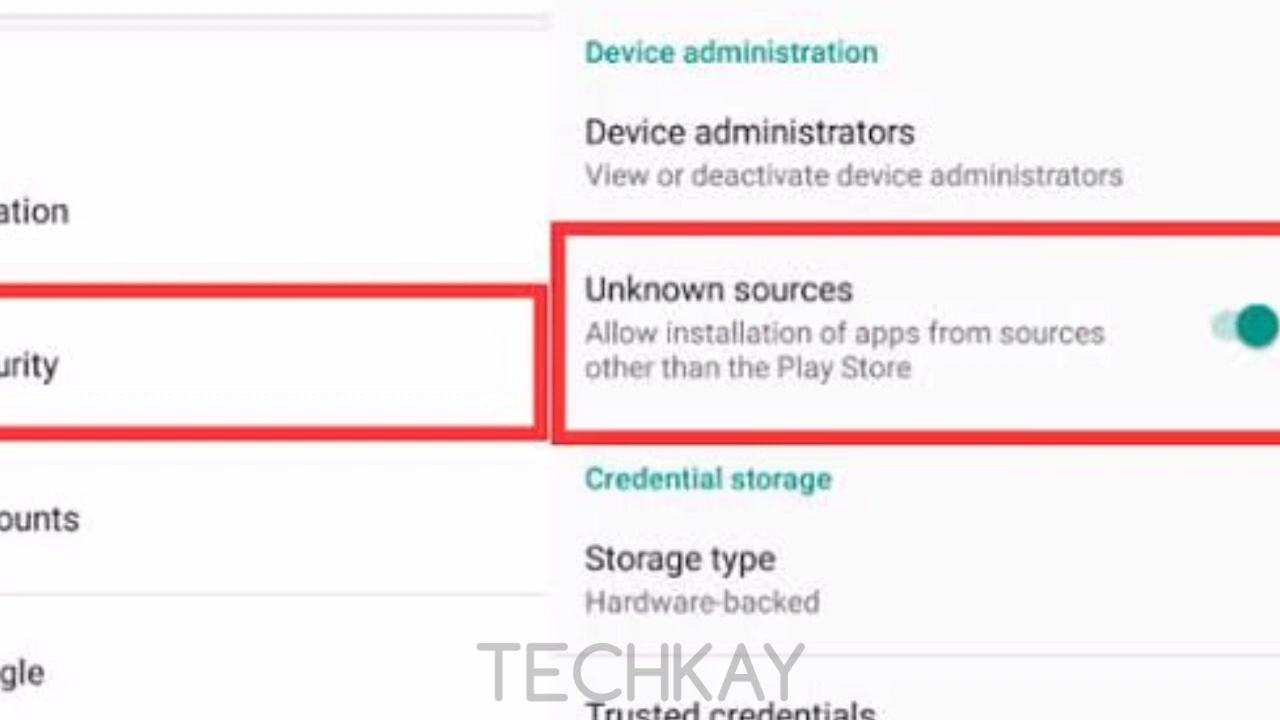 ation
urity
ounts
gle
Device administration
Device administrators
View or deactivate device administrators
Unknown sources
Allow installation of apps from sources
other than the Play Store
Credential storage
Storage type
Hardware-backed
TECHKAY
Trusted credentials